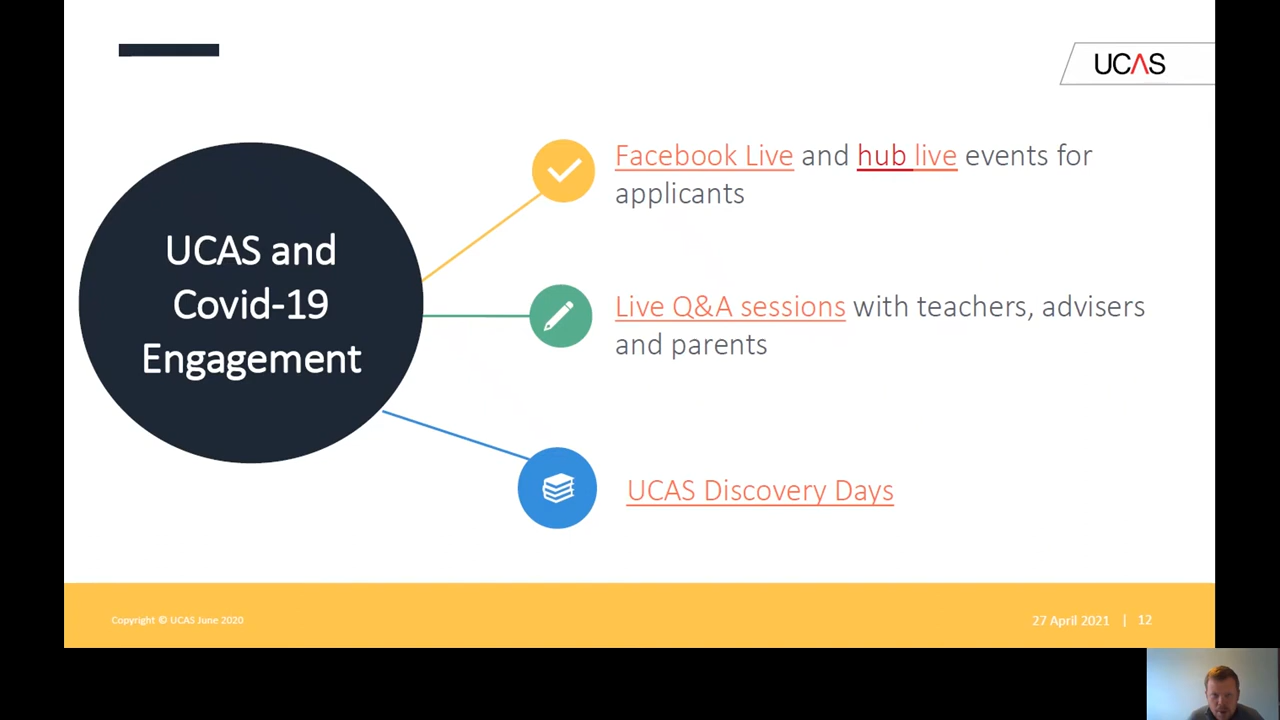 UCAS
UCAS and
Covid-19
Engagement
Facebook Live and hub live events for
applicants
Live Q&A sessions with teachers, advisers
and parents
UCAS Discovery Days
Copyright © UCAS June 2020
27 April 2021 | 12